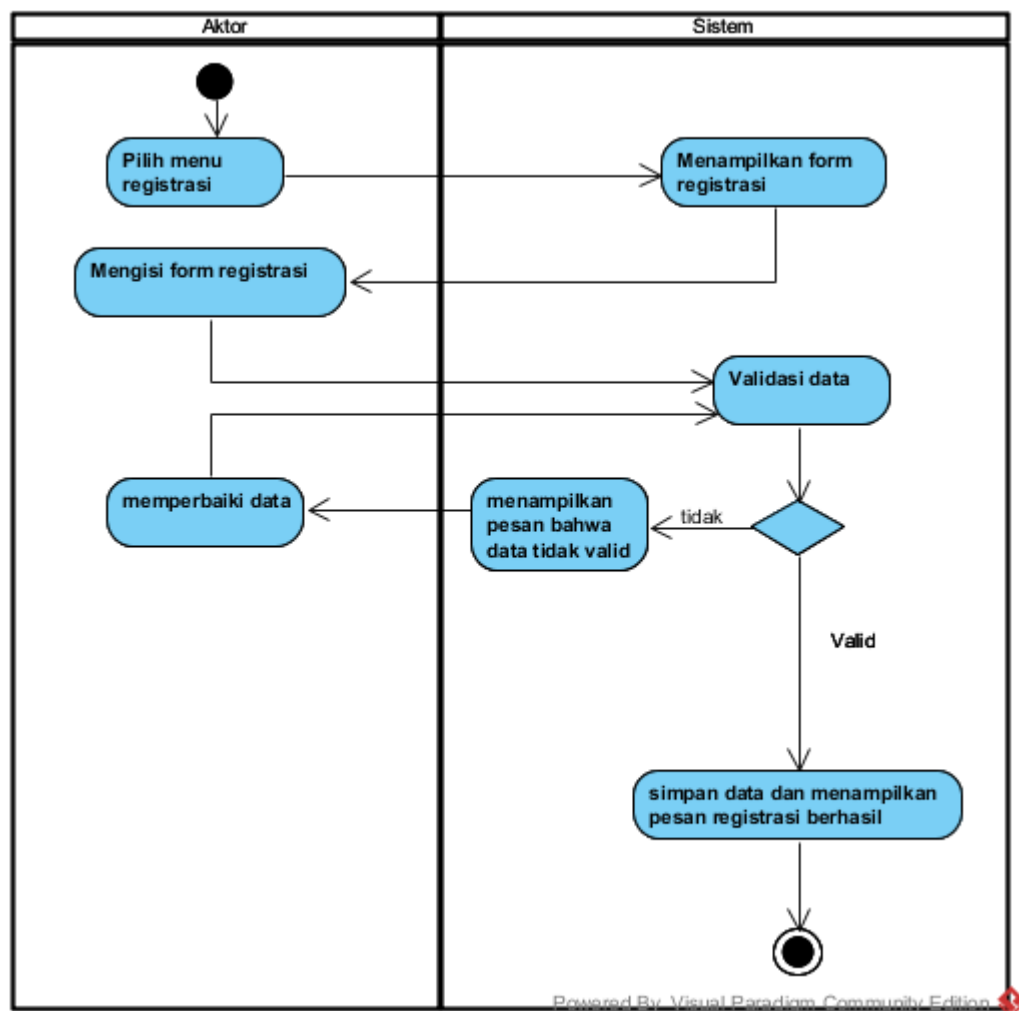 Aktor
Sistem
Pilih menu
registrasi
Menampilkan form
registrasi
Mengisi form registrasi
Validasi data
memperbaiki data
menampilkan
pesan bahwa
data tidak valid
tidak
Valid
simpan data dan menampilkan
pesan registrasi berhasil
Powered By Visual Paradigm Community Edition